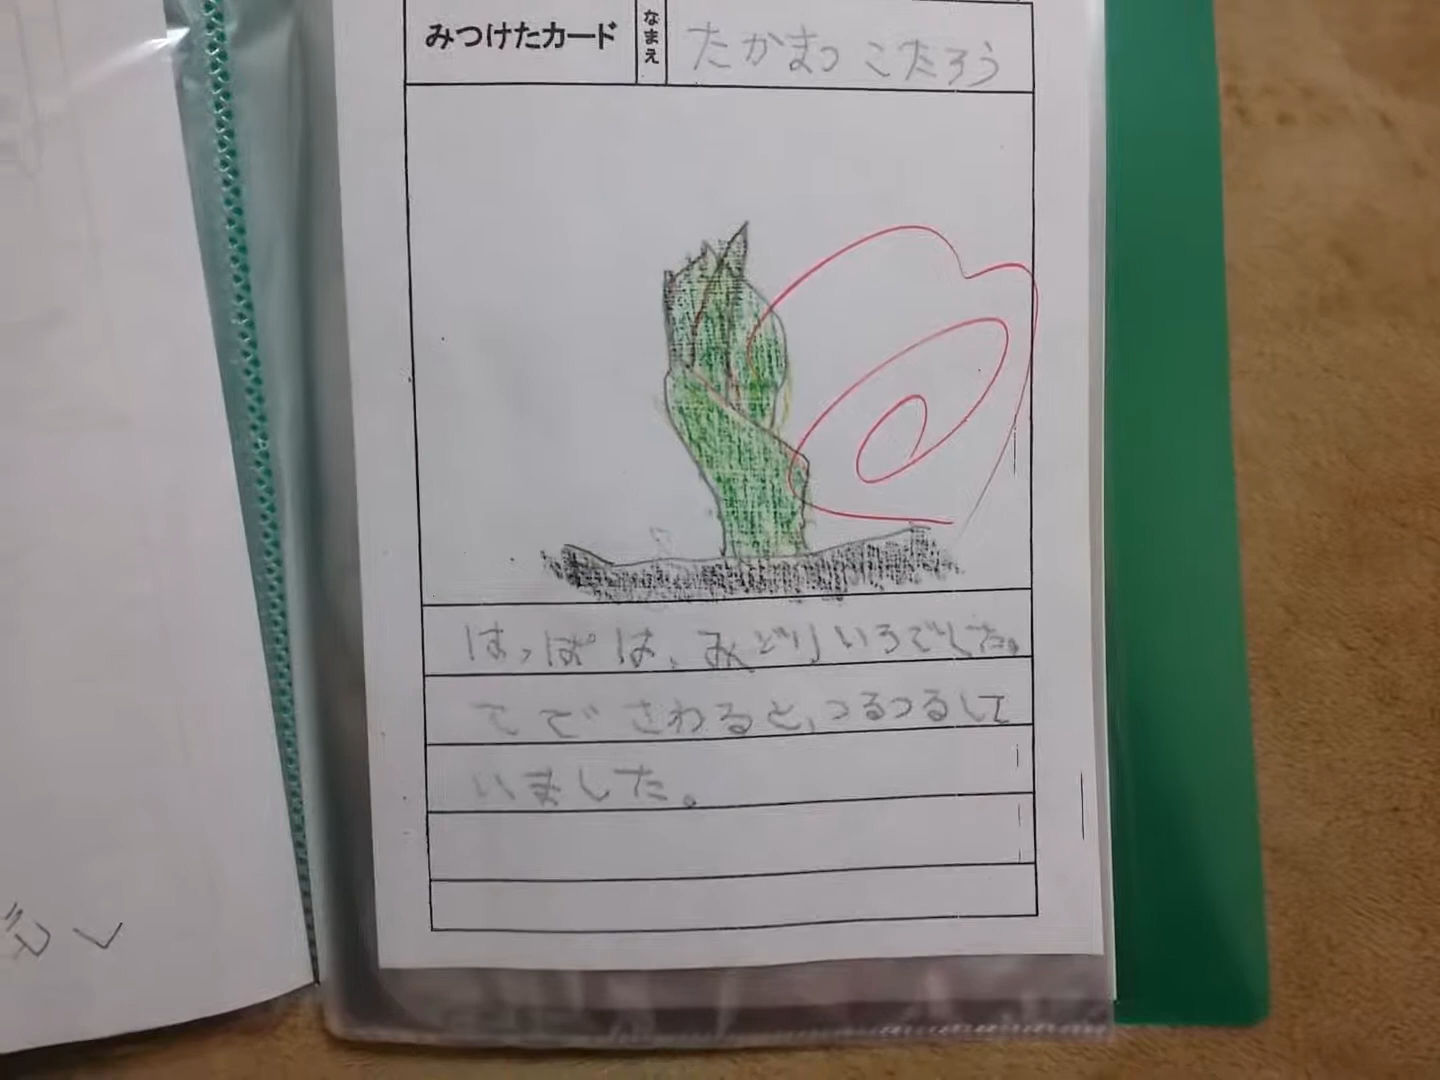 みつけたカード
なまえ
たかまつ こたろう
はっぱは、みどりいろでした。
てで さわると、つるつるして
いました。